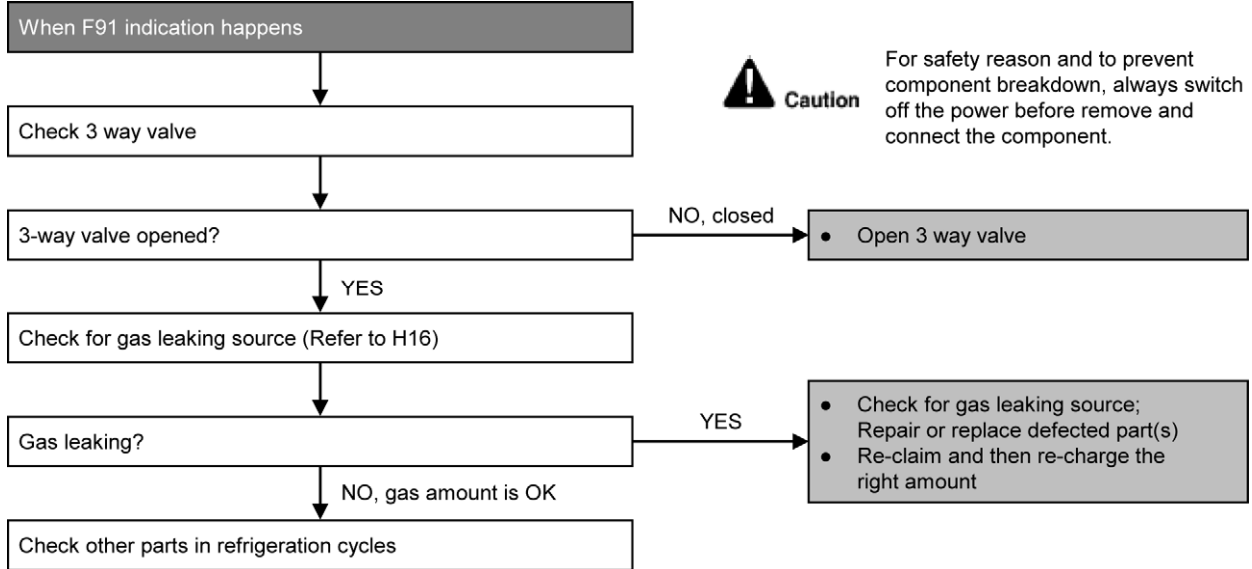 When F91 indication happens
For safety reason and to prevent
component breakdown, always switch
off the power before remove and
connect the component.
Caution
Check 3 way valve
3-way valve opened?
NO, closed
● Open 3 way valve
YES
Check for gas leaking source (Refer to H16)
Gas leaking?
YES
● Check for gas leaking source;
Repair or replace defected part(s)
● Re-claim and then re-charge the
right amount
NO, gas amount is OK
Check other parts in refrigeration cycles